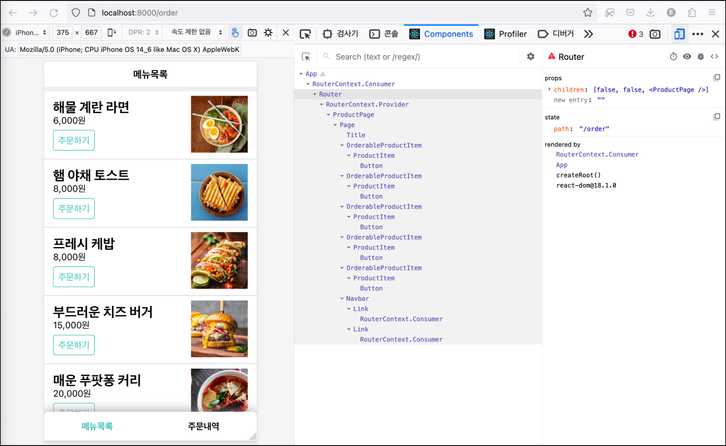 localhost:8000/order
iPhon...
375 × 667
DPR: 2
속도 제한 없음
검사기
콘솔
Components
Profiler
디버거
3
UA: Mozilla/5.0 (iPhone; CPU iPhone OS 14_6 like Mac OS X) AppleWebK
Search (text or /regex/)
Router
메뉴목록
해물 계란 라면
6,000원
주문하기
햄 야채 토스트
8,000원
주문하기
프레시 케밥
8,000원
주문하기
부드러운 치즈 버거
15,000원
주문하기
매운 푸팟퐁 커리
20,000원
주문하기
메뉴목록
주문내역
App
RouterContext.Consumer
Router
RouterContext.Provider
ProductPage
Page
Title
OrderableProductItem
ProductItem
Button
OrderableProductItem
ProductItem
Button
OrderableProductItem
ProductItem
Button
OrderableProductItem
ProductItem
Button
OrderableProductItem
ProductItem
Button
Navbar
Link
RouterContext.Consumer
Link
RouterContext.Consumer
props
children: [false, false, <ProductPage />]
new entry: ""
state
path: "/order"
rendered by
RouterContext.Consumer
App
createRoot()
react-dom@18.1.0